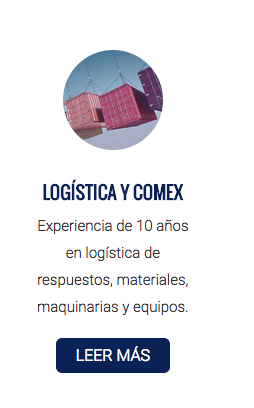 LOGÍSTICA Y COMEX
Experiencia de 10 años
en logística de
respuestos, materiales,
maquinarias y equipos.
LEER MÁS